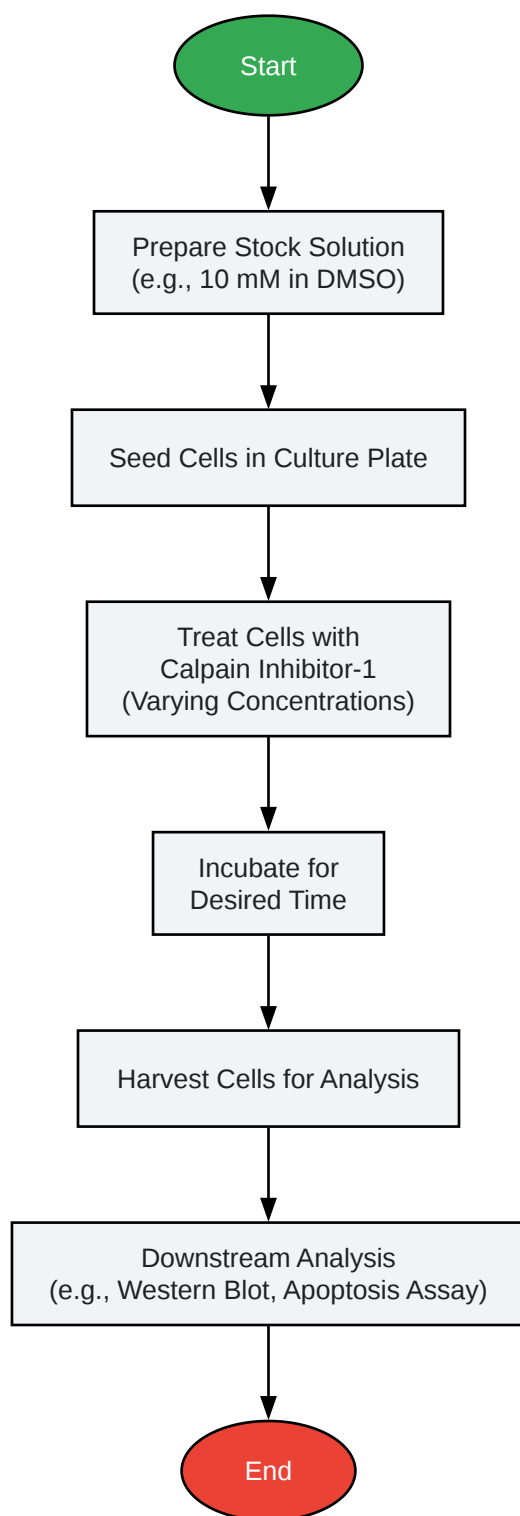 Start
Prepare Stock Solution
(e.g., 10 mM in DMSO)
Seed Cells in Culture Plate
Treat Cells with
Calpain Inhibitor-1
(Varying Concentrations)
Incubate for
Desired Time
Harvest Cells for Analysis
Downstream Analysis
(e.g., Western Blot, Apoptosis Assay)
End